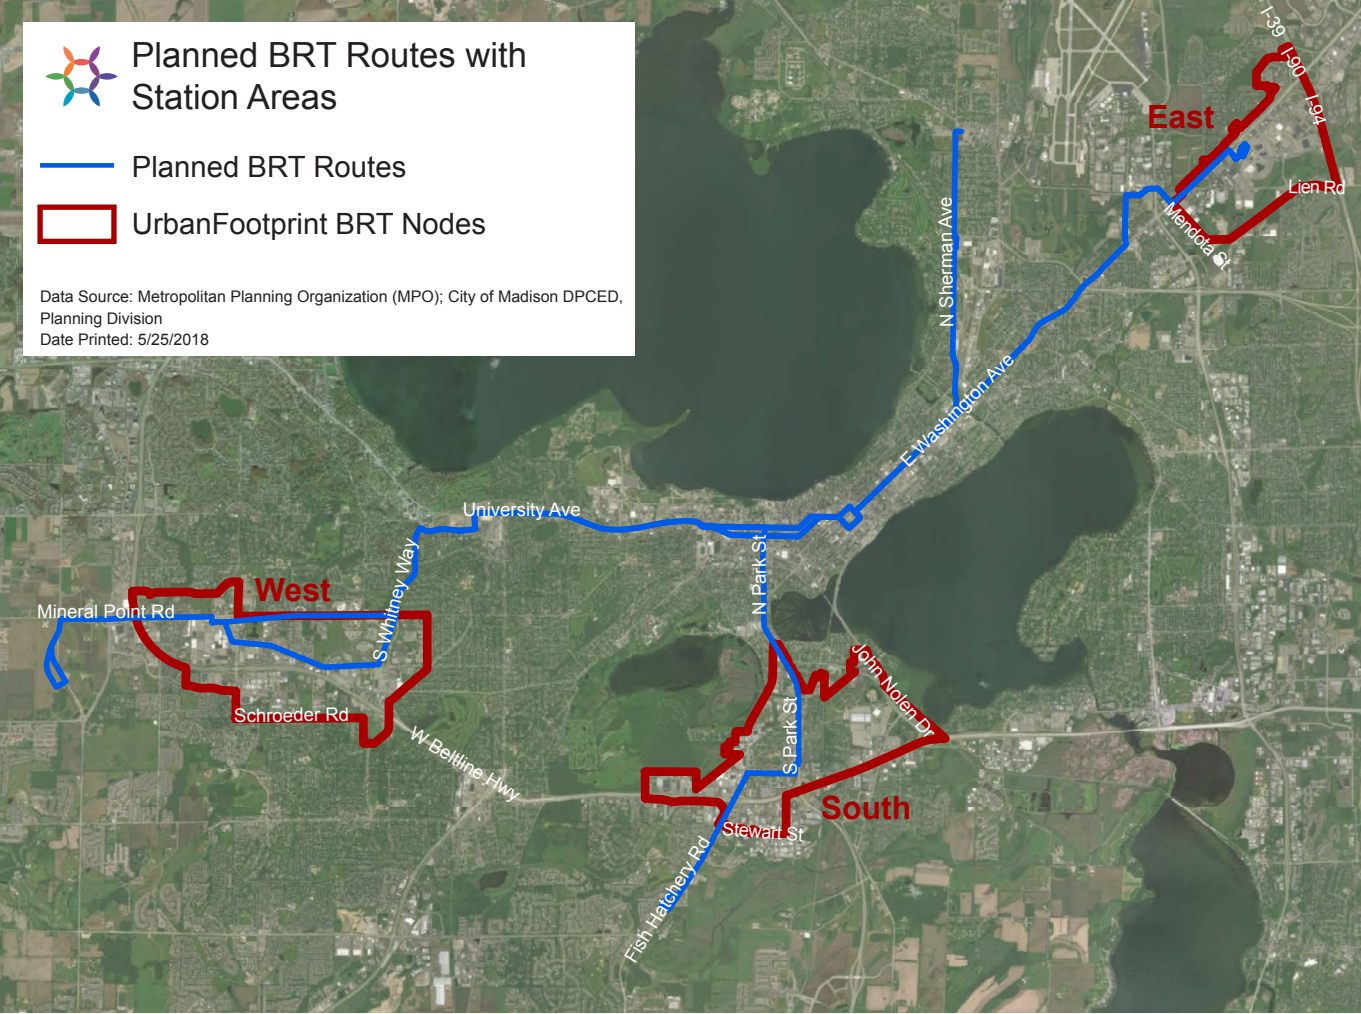 Planned BRT Routes with
Station Areas
Planned BRT Routes
UrbanFootprint BRT Nodes
Data Source: Metropolitan Planning Organization (MPO); City of Madison DPCED,
Planning Division
Date Printed: 5/25/2018
I-39
I-90
I-94
East
Lien Rd
Mendota St
N Sherman Ave
E Washington Ave
University Ave
S Whitney Way
N Park St
West
Mineral Point Rd
Schroeder Rd
W Beltline Hwy
John Nolen Dr
S Park St
South
Stewart St
Fish Hatchery Rd